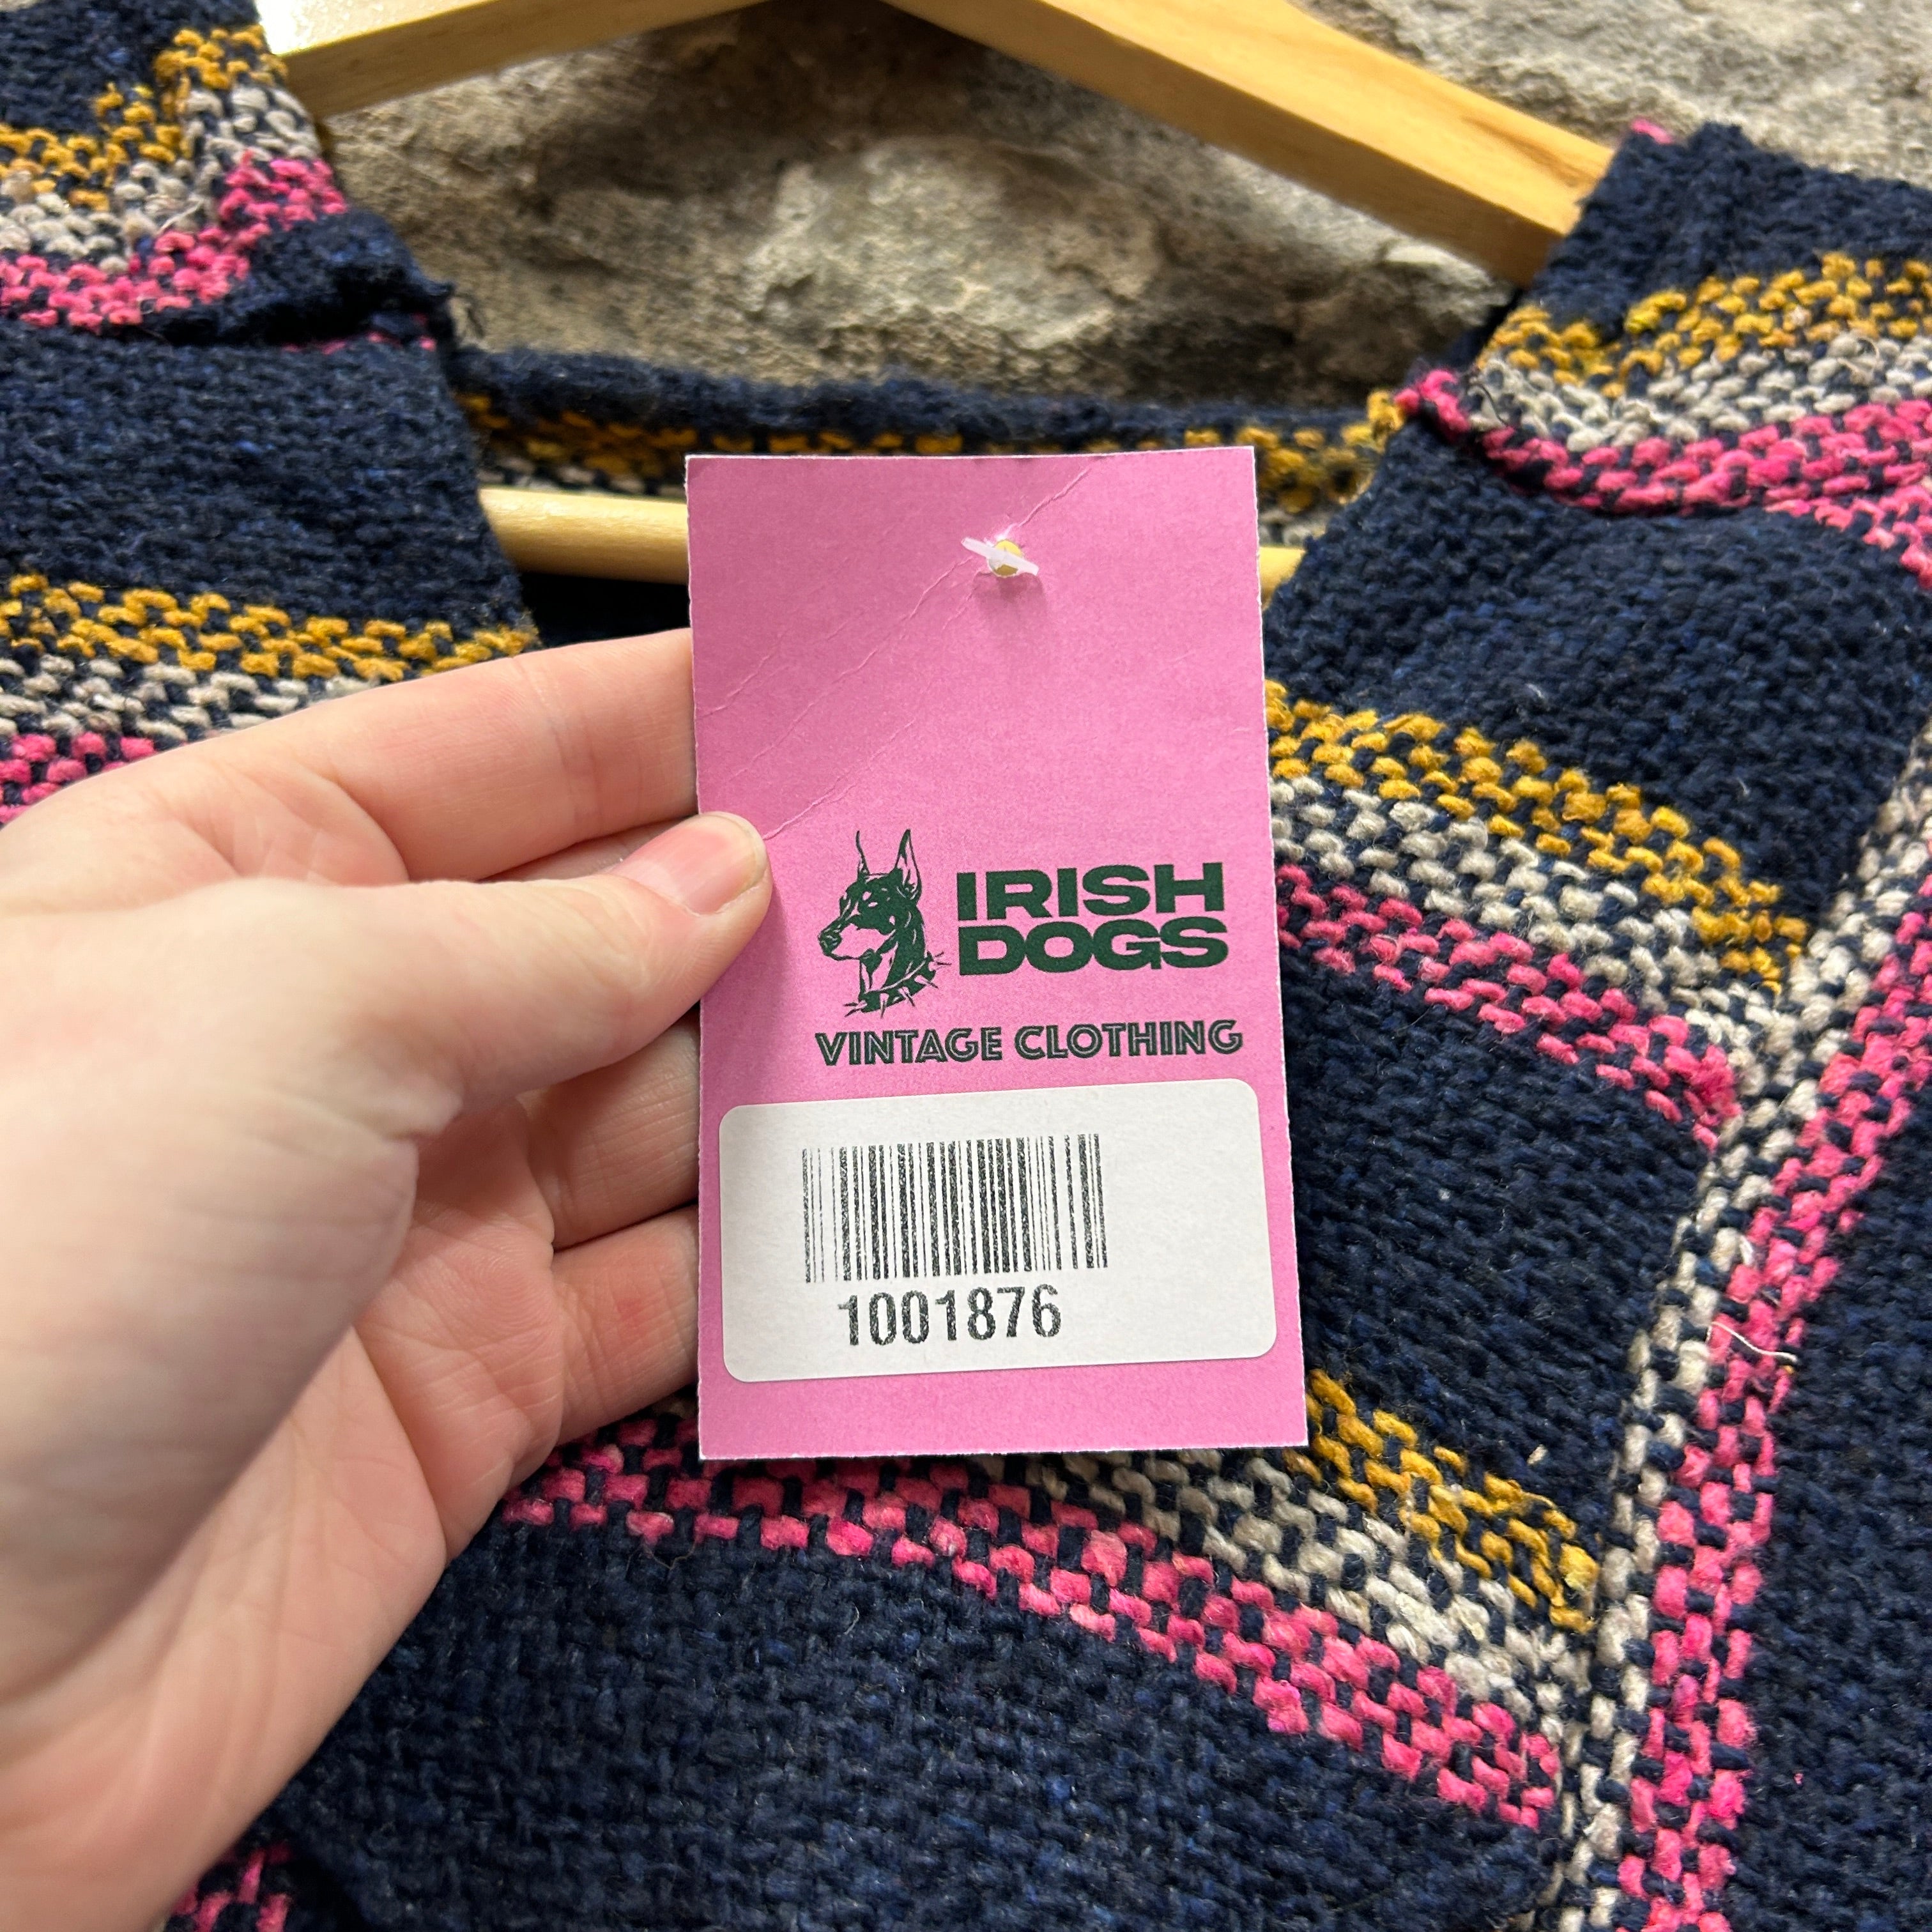 IRISH
DOGS
VINTAGE CLOTHING
1001876